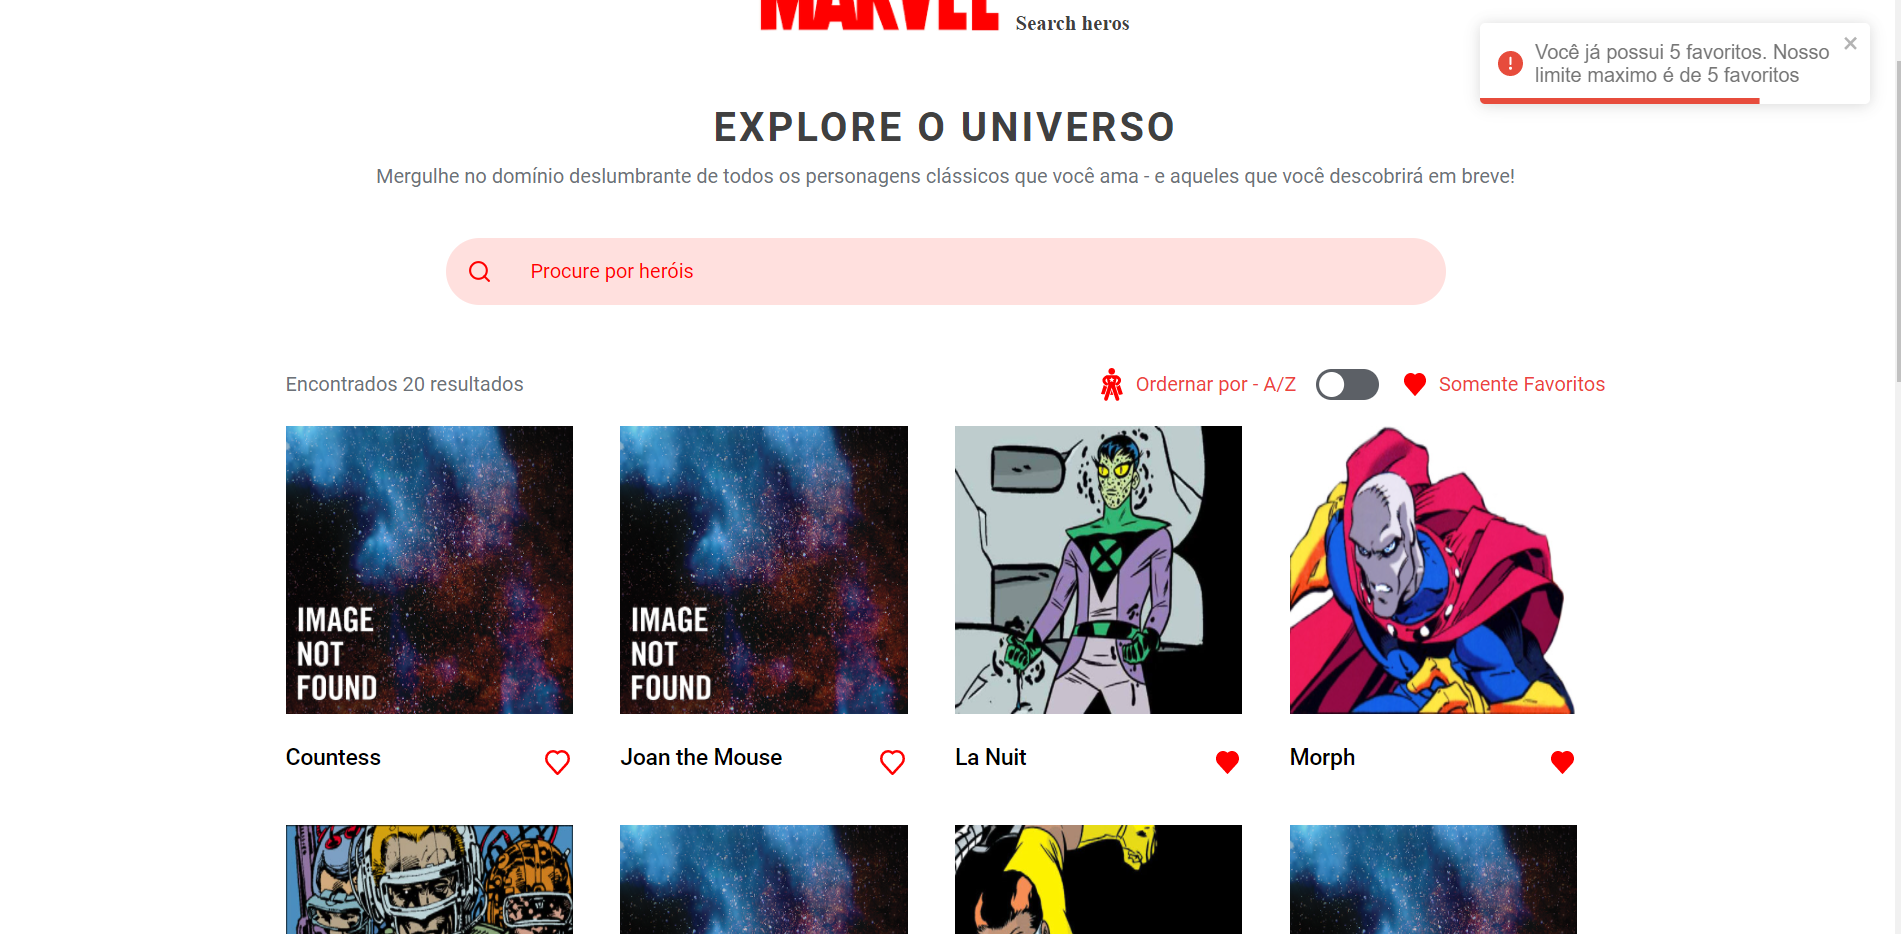 MARVEL Search heros
Você já possui 5 favoritos. Nosso
limite maximo é de 5 favoritos
EXPLORE O UNIVERSO
Mergulhe no domínio deslumbrante de todos os personagens clássicos que você ama - e aqueles que você descobrirá em breve!
Procure por heróis
Encontrados 20 resultados
Ordernar por - A/Z
Somente Favoritos
IMAGE
NOT
FOUND
IMAGE
NOT
FOUND
Countess
Joan the Mouse
La Nuit
Morph